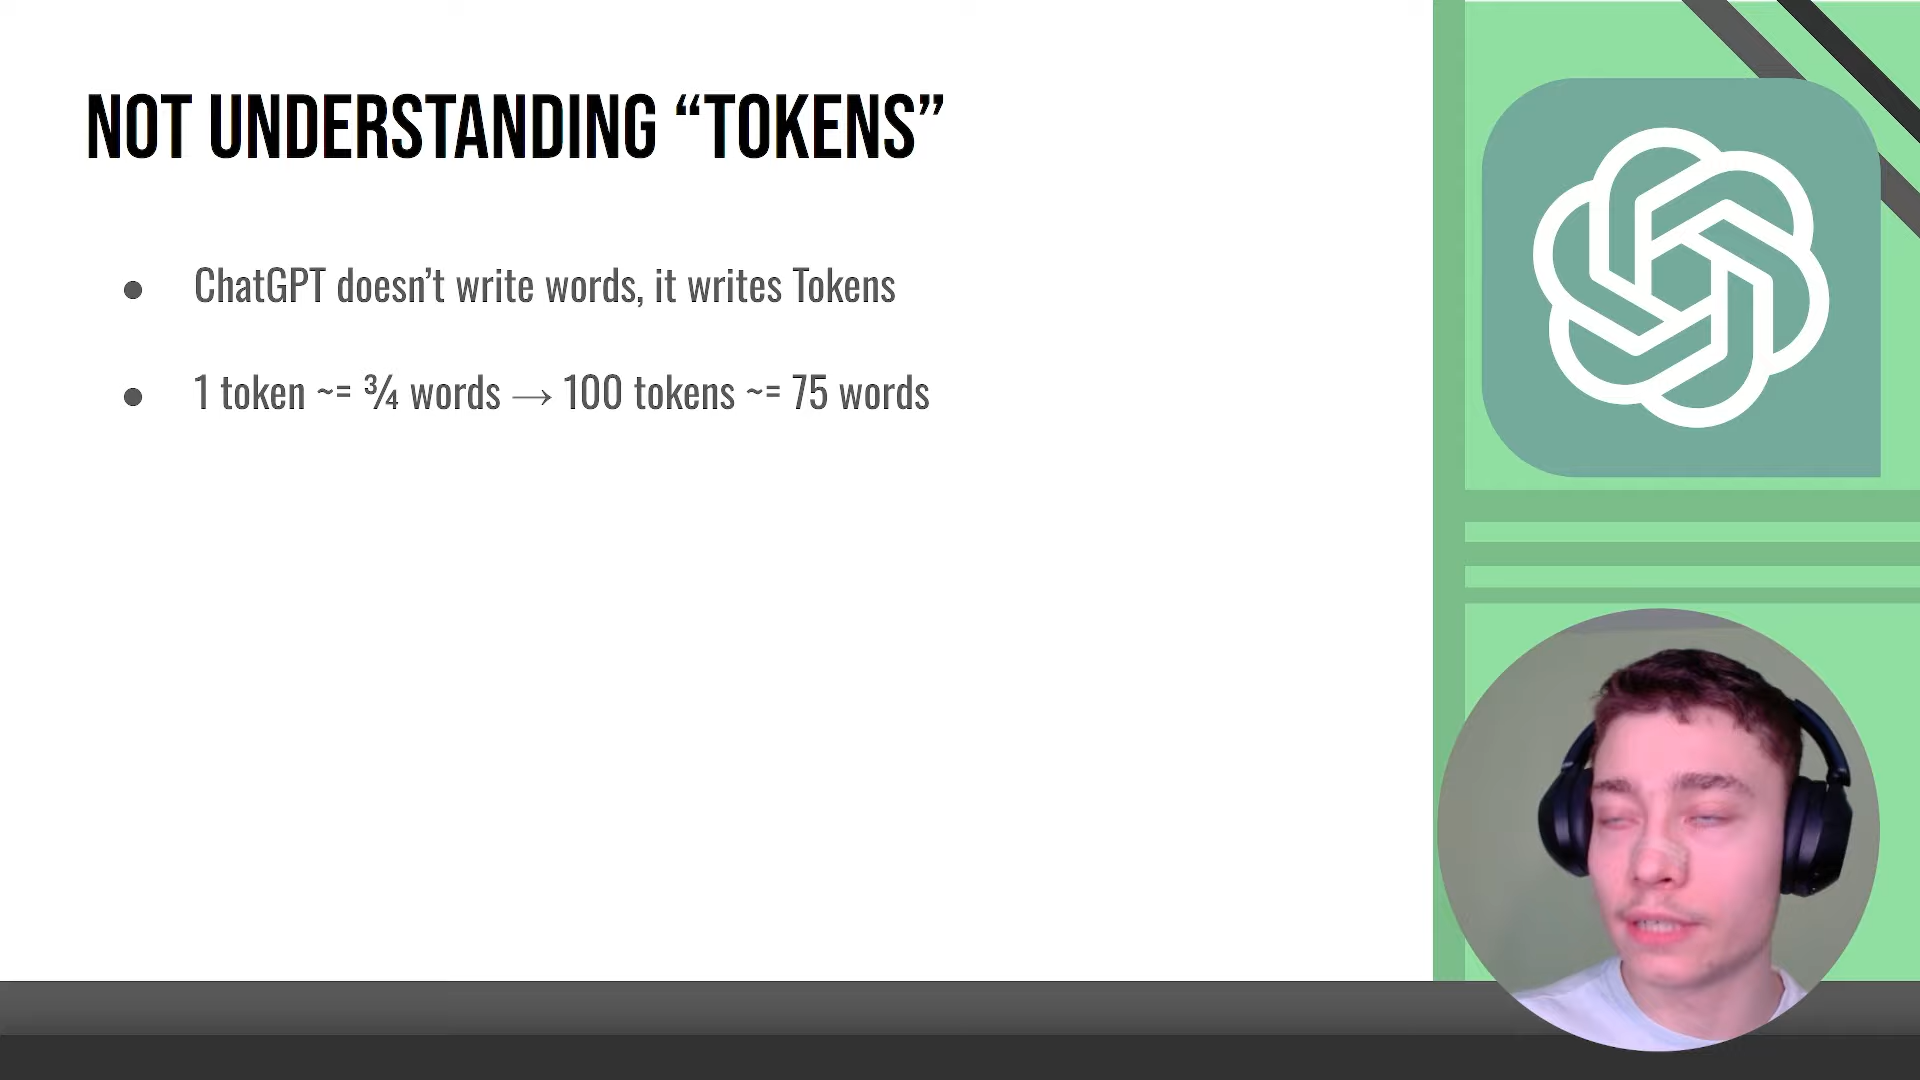 NOT UNDERSTANDING “TOKENS”
● ChatGPT doesn’t write words, it writes Tokens
● 1 token ~= ¾ words → 100 tokens ~= 75 words